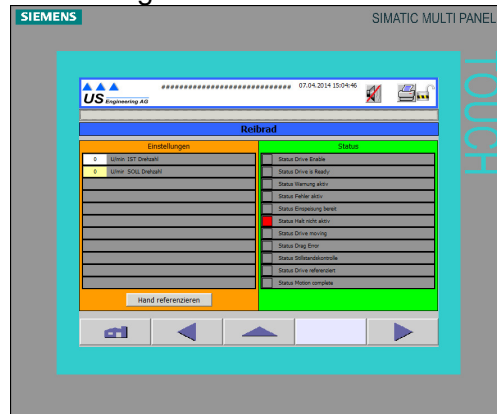 SIEMENS
SIMATIC MULTI PANEL
TOUCH
US Engineering AG
############################## 07.04.2014 15:04:46
Reibrad
Einstellungen
0 U/min IST Drehzahl
0 U/min SOLL Drehzahl
Hand referenzieren
Status
Status Drive Enable
Status Drive is Ready
Status Warnung aktiv
Status Fehler aktiv
Status Einspeisung bereit
Status Halt nicht aktiv
Status Drive moving
Status Drag Error
Status Stillstandskontrolle
Status Drive referenziert
Status Motion complete